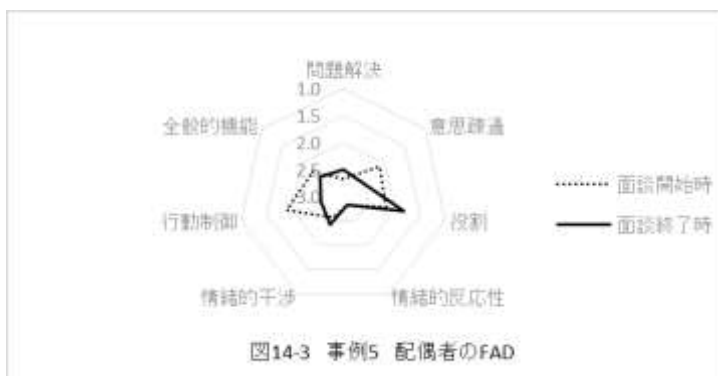 問題解決
1.0
1.5
2.0
2.5
3.0
全般的機能
意思疎通
行動制御
役割
情緒的干渉
情緒的反応性
面談開始時
面談終了時
図14-3 事例5 配偶者のFAD